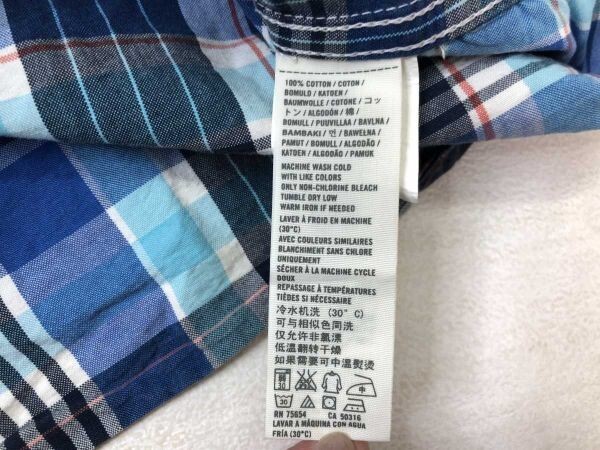 100% COTTON / COTON /
BOMULD / KATOEN /
BAUMWOLLE / COTONE / コッ
トン / ALGODÓN / 棉 /
BOMULL / PUUVILLAA / BAVLNA /
ΒΑΜΒΑΚΙ / 면 / BAWEŁNA /
PAMUT / BOMULL / ALGODÃO /
KATOEN / ALGODÃO / PAMUK
MACHINE WASH COLD
WITH LIKE COLORS
ONLY NON-CHLORINE BLEACH
TUMBLE DRY LOW
WARM IRON IF NEEDED
LAVER À FROID EN MACHINE
(30°C)
AVEC COULEURS SIMILAIRES
BLANCHIMENT SANS CHLORE
UNIQUEMENT
SÉCHER À LA MACHINE CYCLE
DOUX
REPASSAGE À TEMPÉRATURES
TIÈDES SI NÉCESSAIRE
冷水机洗 (30°C)
可与相似色同洗
仅允许非氯漂
低温翻转干燥
如果需要可中温熨烫
弱 30 中
30
RN 75654 CA 50316
LAVAR A MÁQUINA CON AGUA
FRÍA (30°C)